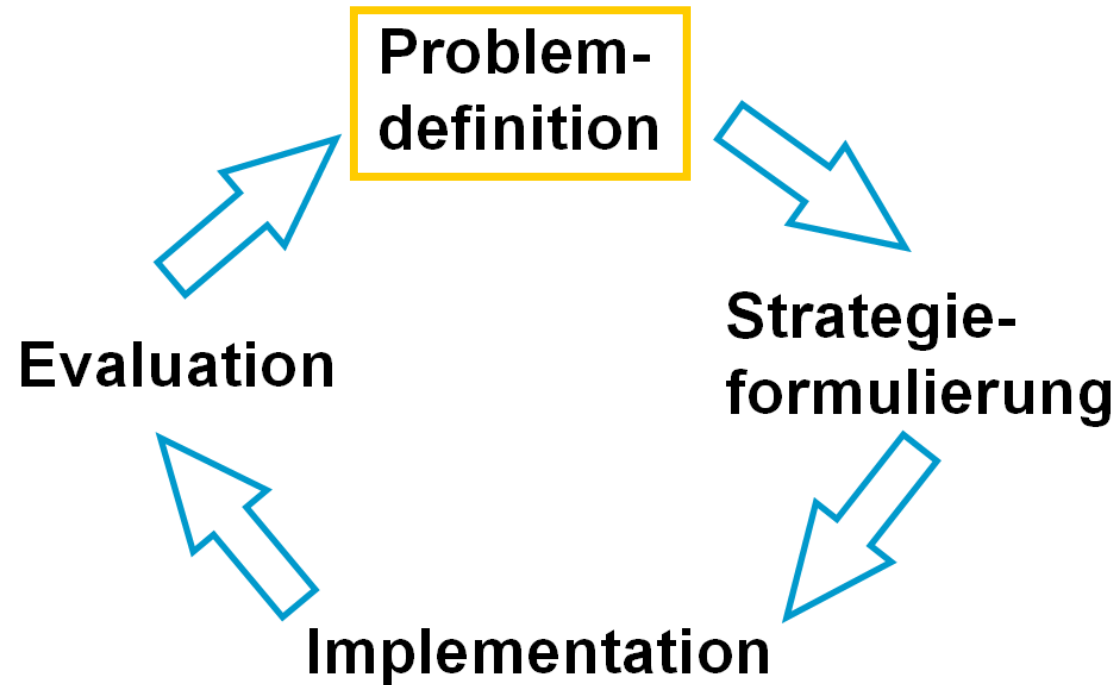 Problem-
definition
Strategie-
formulierung
Implementation
Evaluation